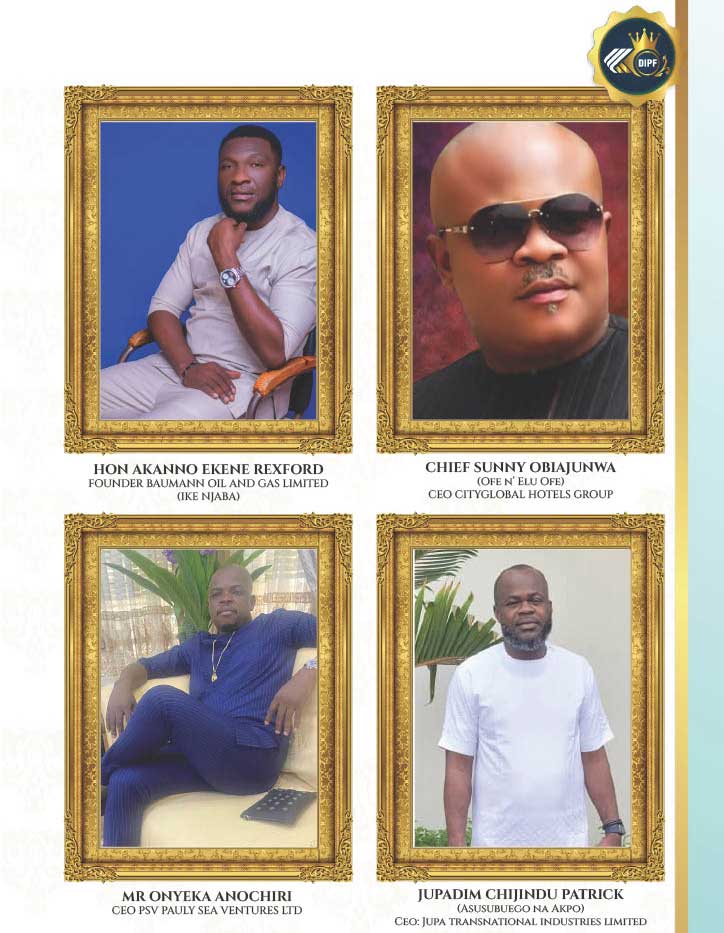 DIPF
HON AKANNO EKENE REXFORD
FOUNDER BAUMANN OIL AND GAS LIMITED
(IKE NJABA)
CHIEF SUNNY OBIAJUNWA
(OFE N' ELU OFE)
CEO CITYGLOBAL HOTELS GROUP
MR ONYEKA ANOCHIRI
CEO PSV PAULY SEA VENTURES LTD
JUPADIM CHIJINDU PATRICK
(ASUSUBUEGO NA AKPO)
CEO: JUPA TRANSNATIONAL INDUSTRIES LIMITED